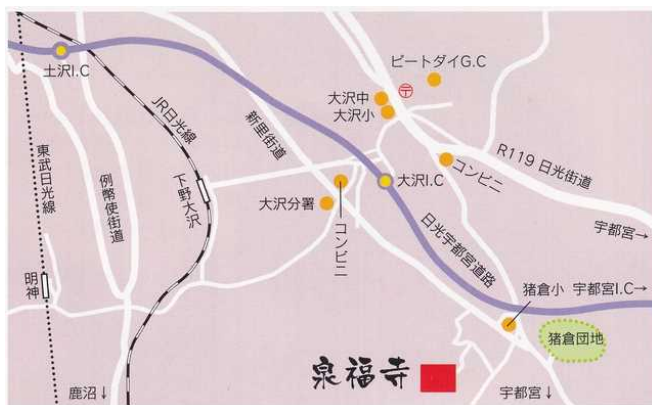 土沢I.C
ビートダイG.C
〒
大沢中
大沢小
JR日光線
新里街道
R119 日光街道
コンビニ
東武日光線
例幣使街道
下野大沢
大沢I.C
大沢分署
コンビニ
日光宇都宮道路
宇都宮→
明神
猪倉小
宇都宮I.C→
猪倉団地
泉福寺
鹿沼↓
宇都宮↓